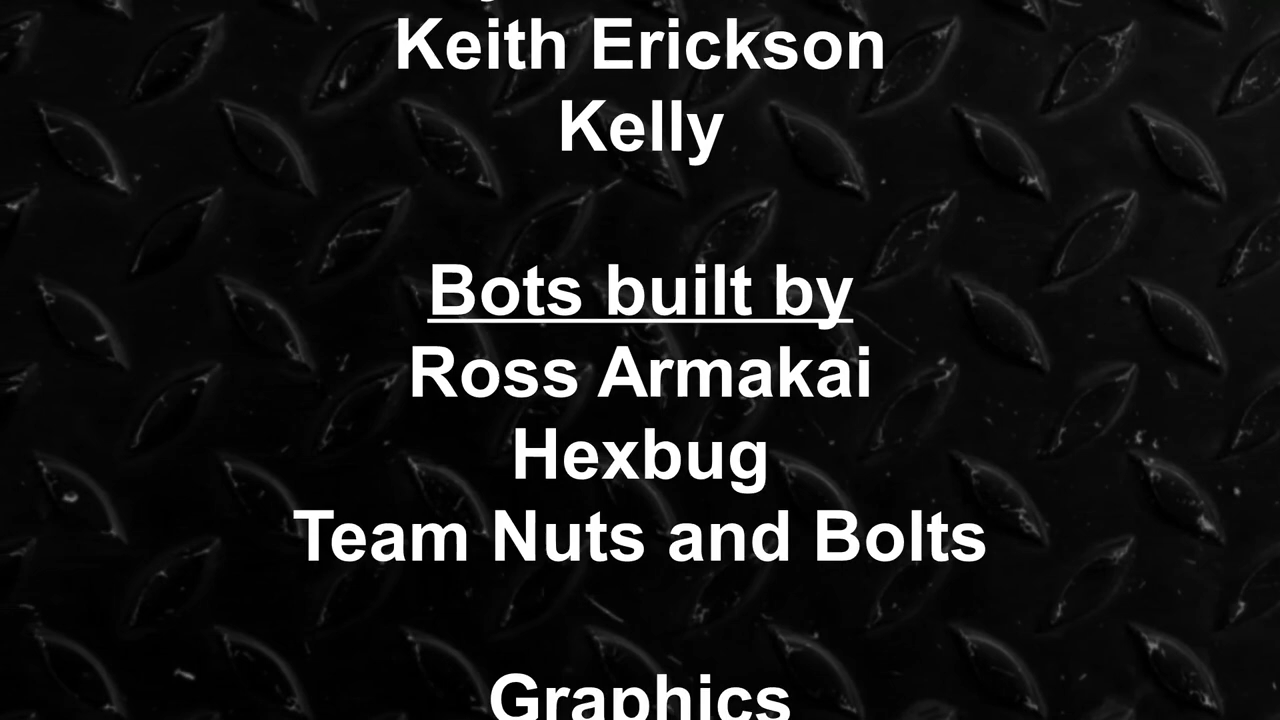 Keith Erickson
Kelly
Bots built by
Ross Armakai
Hexbug
Team Nuts and Bolts
Graphics